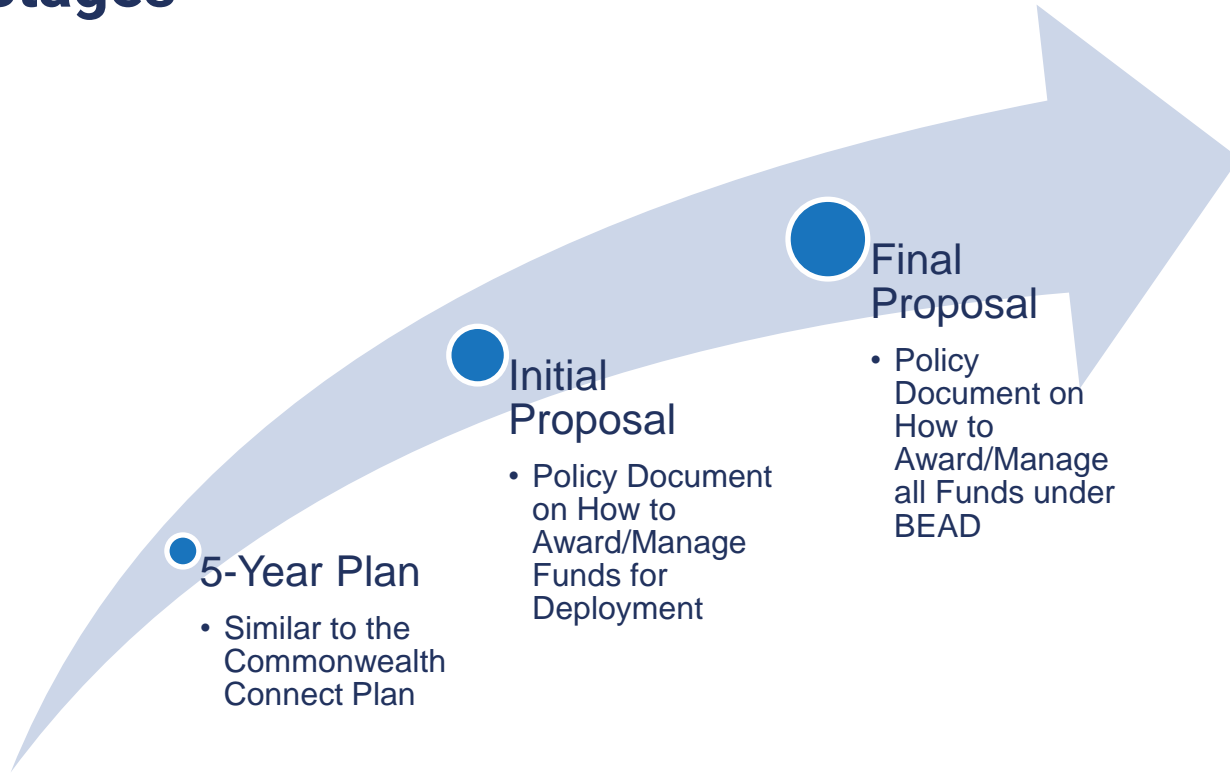 5-Year Plan
• Similar to the
Commonwealth
Connect Plan
Initial
Proposal
• Policy Document
on How to
Award/Manage
Funds for
Deployment
Final
Proposal
• Policy
Document on
How to
Award/Manage
all Funds under
BEAD